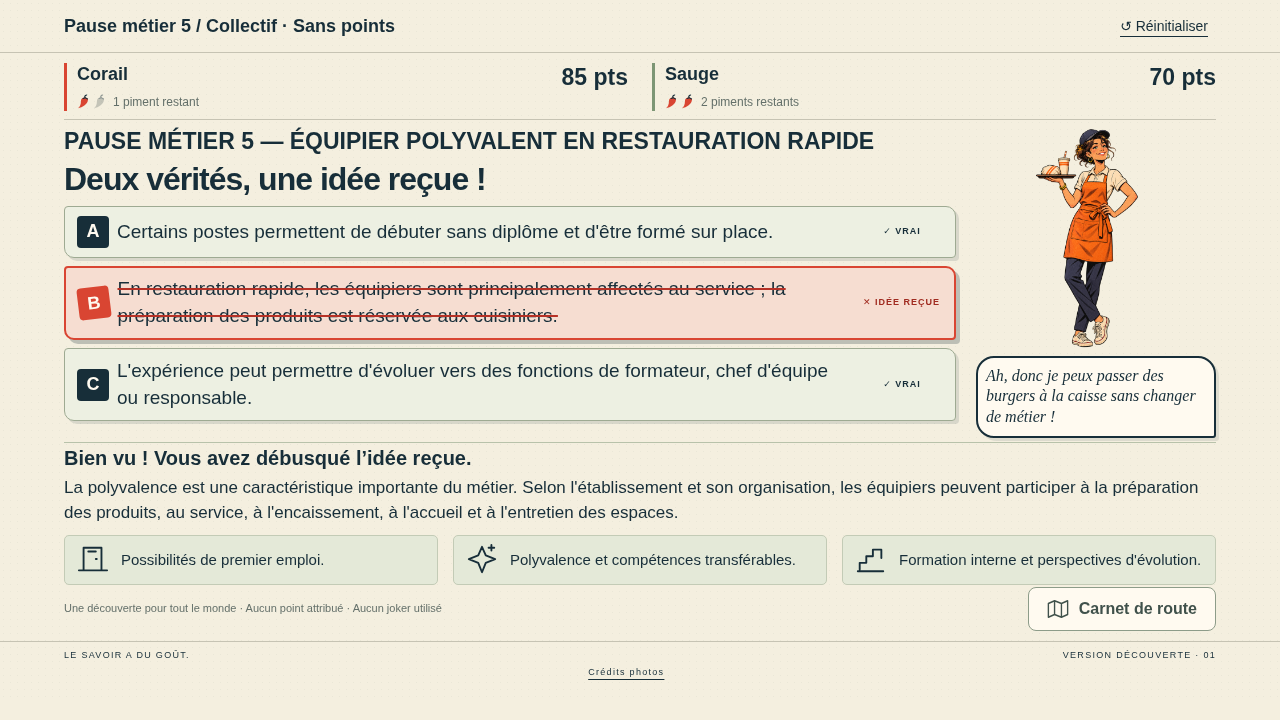 Pause métier 5 / Collectif · Sans points
↺ Réinitialiser
Corail
85 pts
1 piment restant
Sauge
70 pts
2 piments restants
PAUSE MÉTIER 5 — ÉQUIPIER POLYVALENT EN RESTAURATION RAPIDE
Deux vérités, une idée reçue !
A
Certains postes permettent de débuter sans diplôme et d'être formé sur place.
✓ VRAI
B
En restauration rapide, les équipiers sont principalement affectés au service ; la
préparation des produits est réservée aux cuisiniers.
✕ IDÉE REÇUE
C
L'expérience peut permettre d'évoluer vers des fonctions de formateur, chef d'équipe
ou responsable.
✓ VRAI
Ah, donc je peux passer des
burgers à la caisse sans changer
de métier !
Bien vu ! Vous avez débusqué l’idée reçue.
La polyvalence est une caractéristique importante du métier. Selon l'établissement et son organisation, les équipiers peuvent participer à la préparation
des produits, au service, à l'encaissement, à l'accueil et à l'entretien des espaces.
Possibilités de premier emploi.
Polyvalence et compétences transférables.
Formation interne et perspectives d'évolution.
Une découverte pour tout le monde · Aucun point attribué · Aucun joker utilisé
Carnet de route
LE SAVOIR A DU GOÛT.
VERSION DÉCOUVERTE · 01
Crédits photos